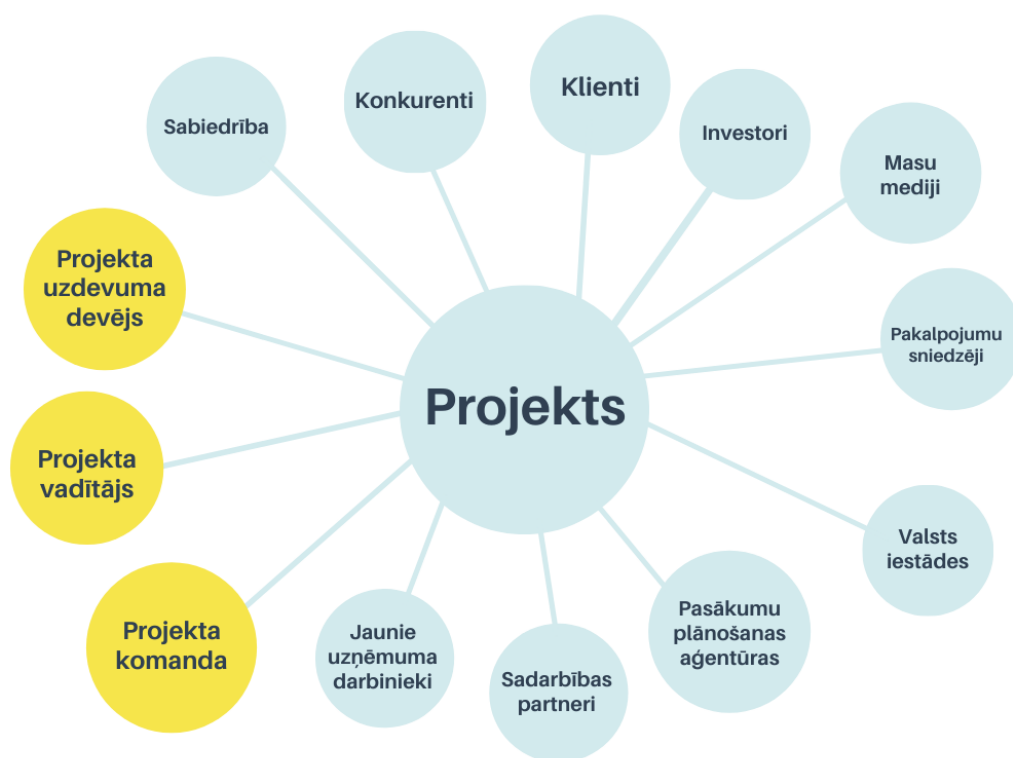 Sabiedrība
Konkurenti
Klienti
Investori
Masu
mediji
Projekta
uzdevuma
devējs
Pakalpojumu
sniedzēji
Projekts
Projekta
vadītājs
Valsts
iestādes
Projekta
komanda
Jaunie
uzņēmuma
darbinieki
Sadarbības
partneri
Pasākumu
plānošanas
aģentūras